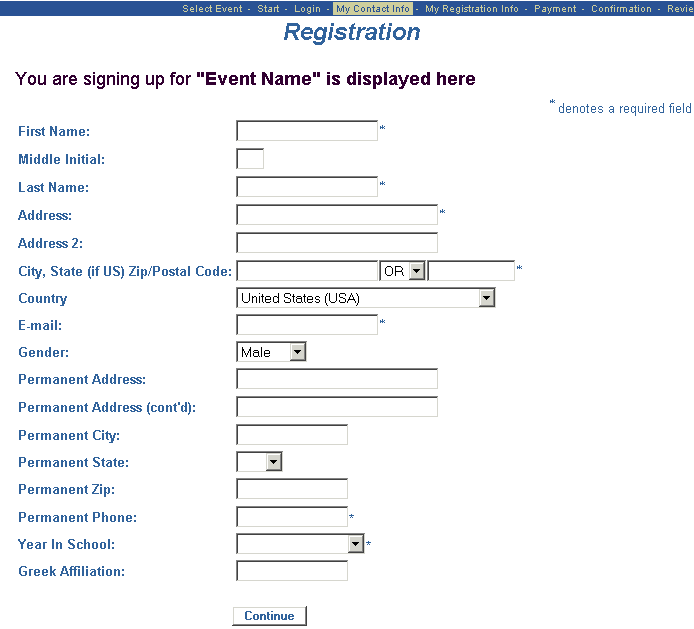 Select Event - Start - Login - My Contact Info - My Registration Info - Payment - Confirmation - Revie
Registration
You are signing up for "Event Name" is displayed here
* denotes a required field
First Name: *
Middle Initial:
Last Name: *
Address: *
Address 2:
City, State (if US) Zip/Postal Code: OR *
Country United States (USA)
E-mail: *
Gender: Male
Permanent Address:
Permanent Address (cont'd):
Permanent City:
Permanent State:
Permanent Zip:
Permanent Phone: *
Year In School: *
Greek Affiliation:
Continue